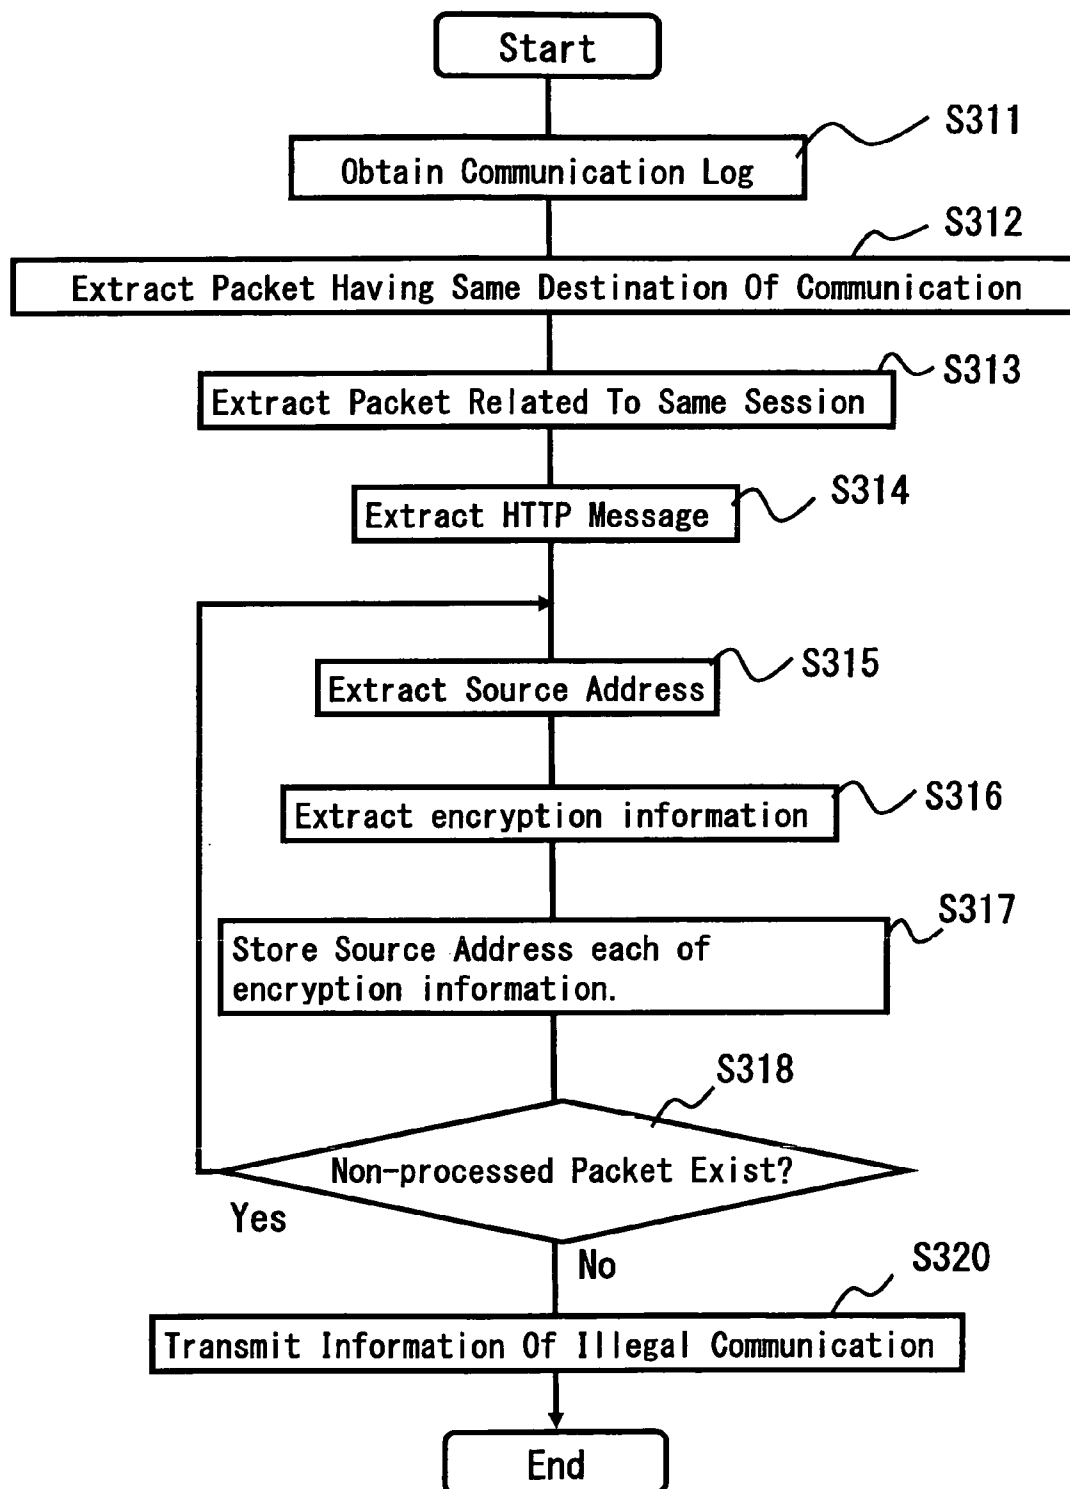 Start
S311
Obtain Communication Log
S312
Extract Packet Having Same Destination Of Communication
S313
Extract Packet Related To Same Session
S314
Extract HTTP Message
S315
Extract Source Address
S316
Extract encryption information
S317
Store Source Address each of
encryption information.
S318
Non-processed Packet Exist?
Yes
No
S320
Transmit Information Of Illegal Communication
End